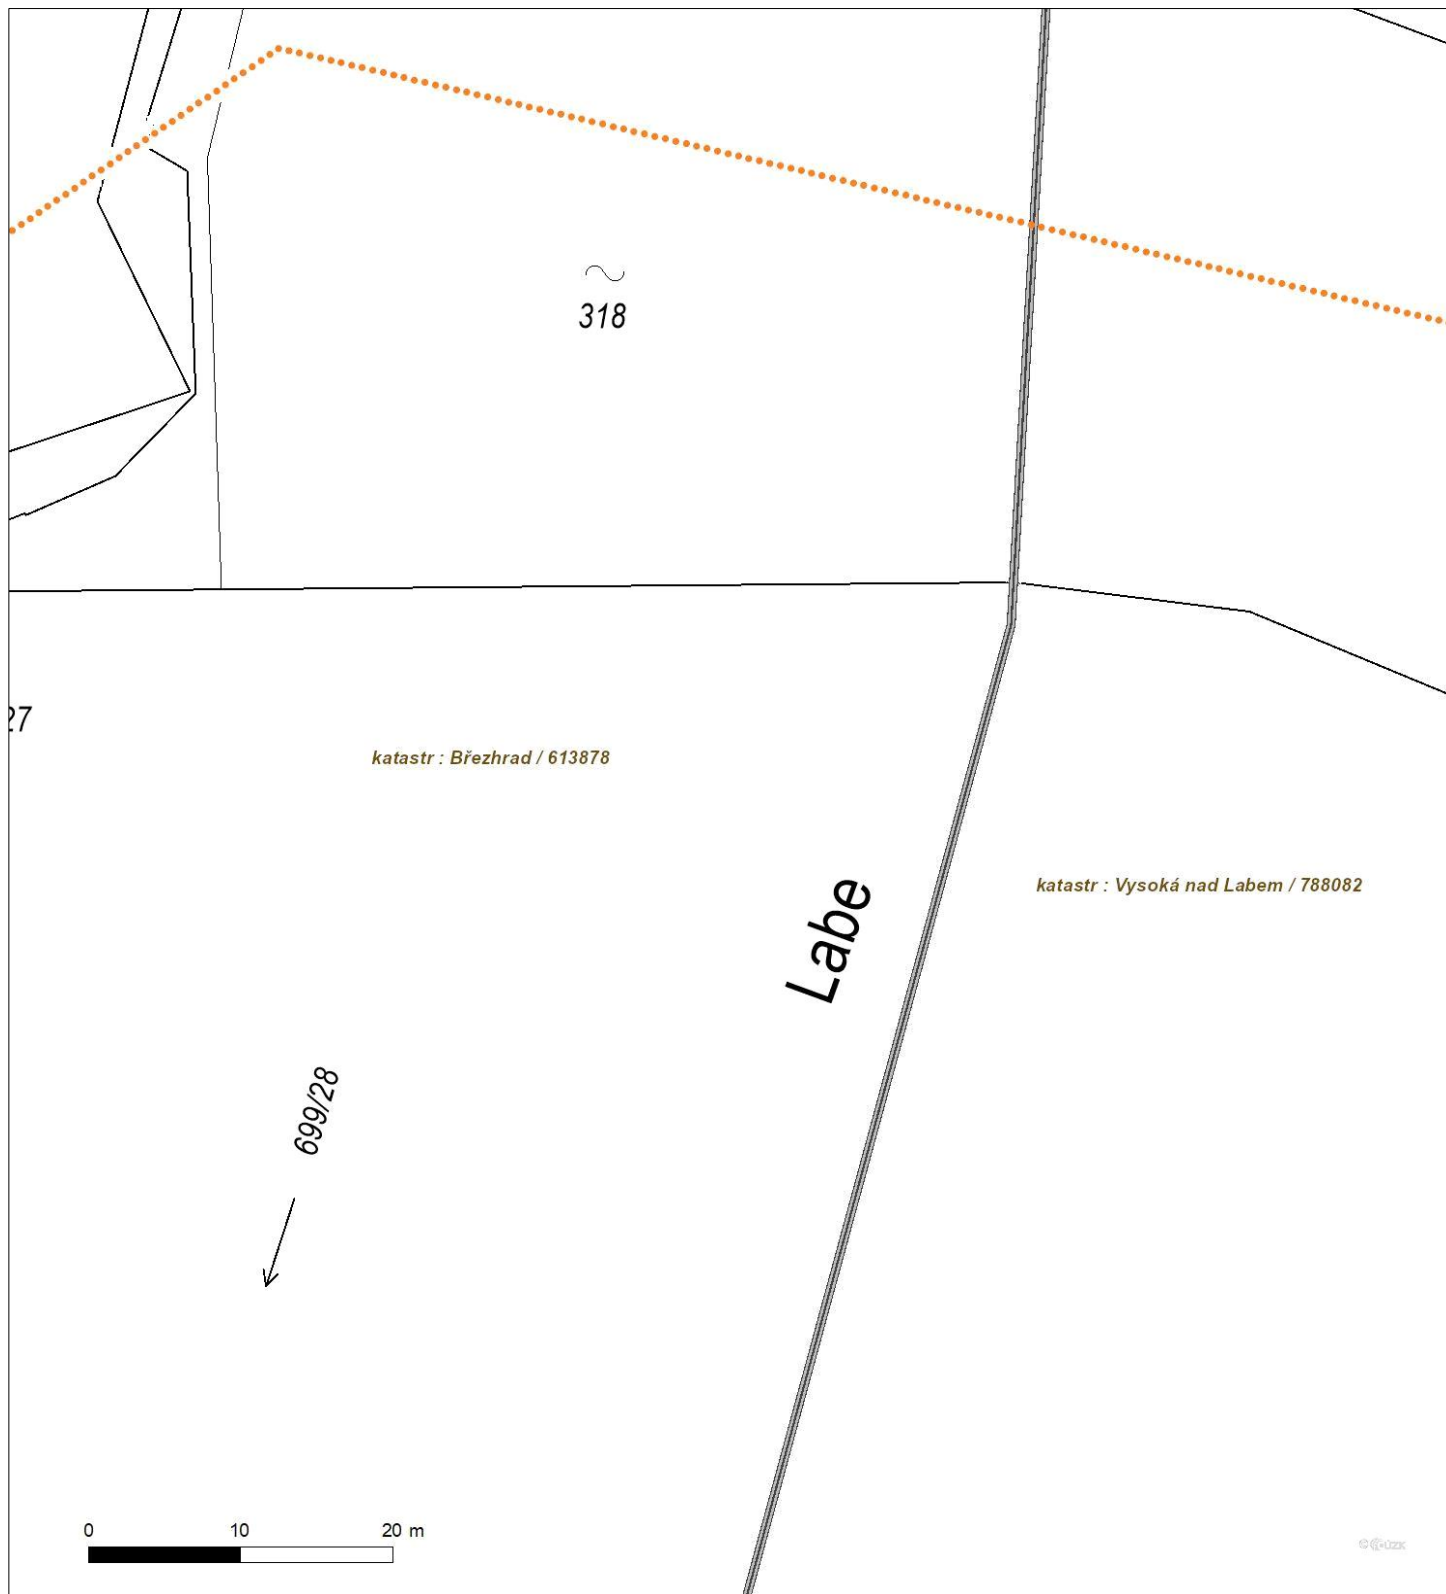 318
27
katastr : Březhrad / 613878
katastr : Vysoká nad Labem / 788082
Labe
699/28
0 10 20 m